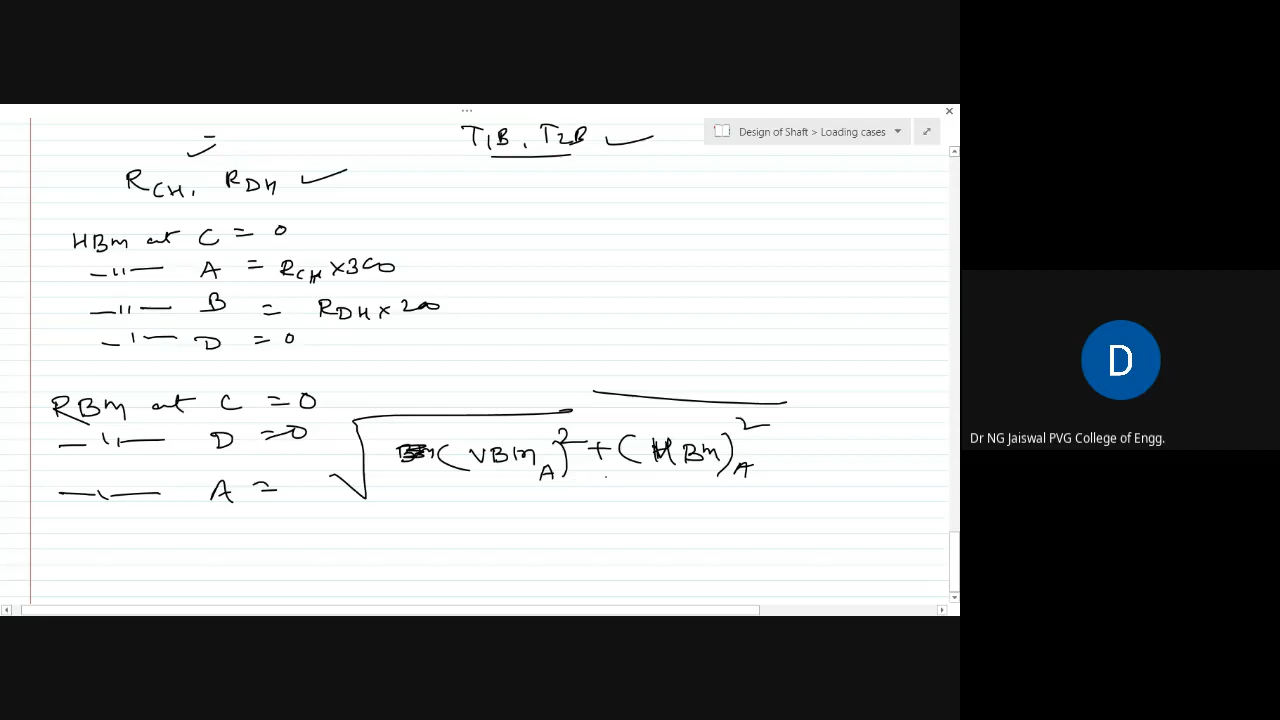 T1B, T2B
Design of Shaft > Loading cases
RCH, RDH
HBM at C = 0
—"— A = RCH × 300
—"— B = RDH × 200
—"— D = 0
RBM at C = 0
—"— D = 0
—"— A = √(VBM A)² + (HBM)A²
D
Dr NG Jaiswal PVG College of Engg.